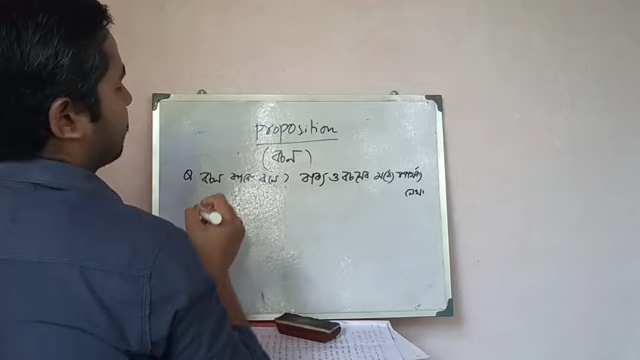 Proposition
(বচন)
Q বচন কাকে বলে? বাক্য ও বচনের মধ্যে পার্থক্য
লেখ।